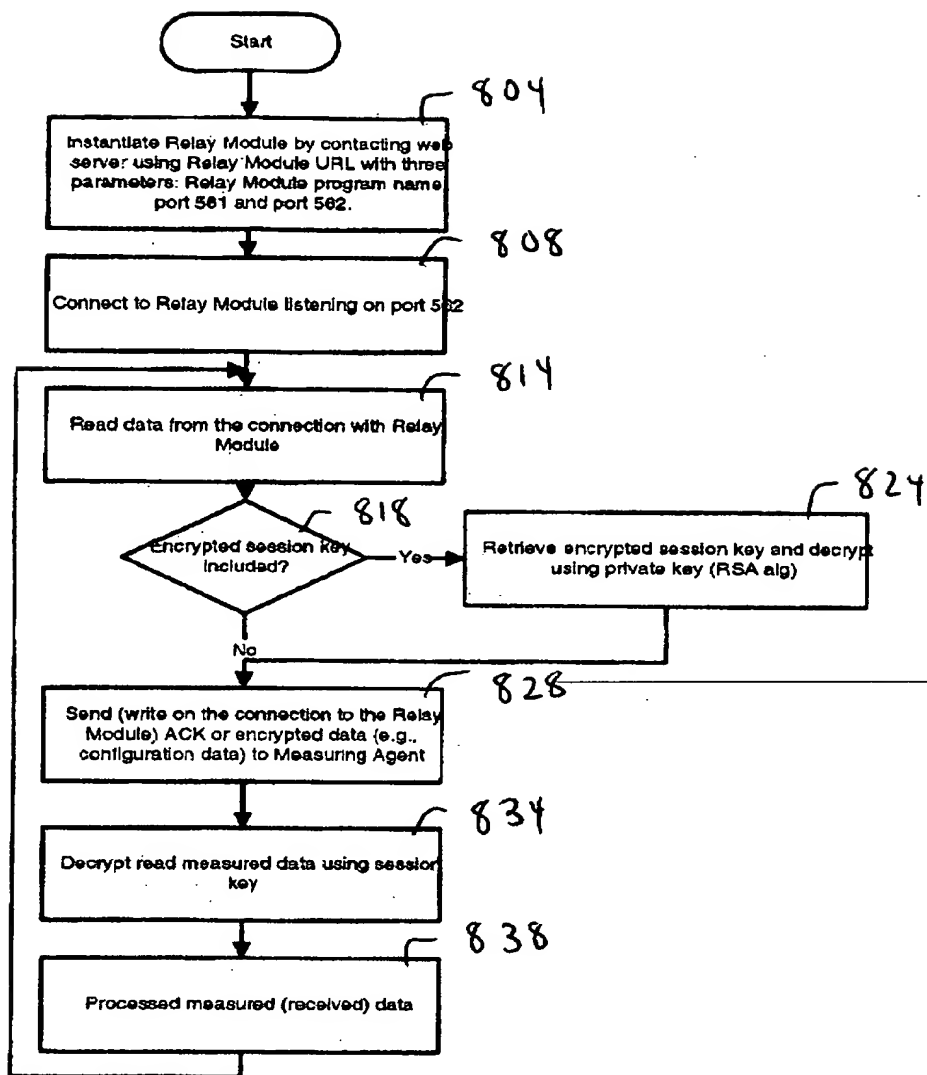 Start
804
Instantiate Relay Module by contacting web
server using Relay Module URL with three
parameters: Relay Module program name
port 561 and port 562.
808
Connect to Relay Module listening on port 562
814
Read data from the connection with Relay
Module
818
Encrypted session key
included?
Yes
824
Retrieve encrypted session key and decrypt
using private key (RSA alg)
No
828
Send (write on the connection to the Relay
Module) ACK or encrypted data (e.g.,
configuration data) to Measuring Agent
834
Decrypt read measured data using session
key
838
Processed measured (received) data